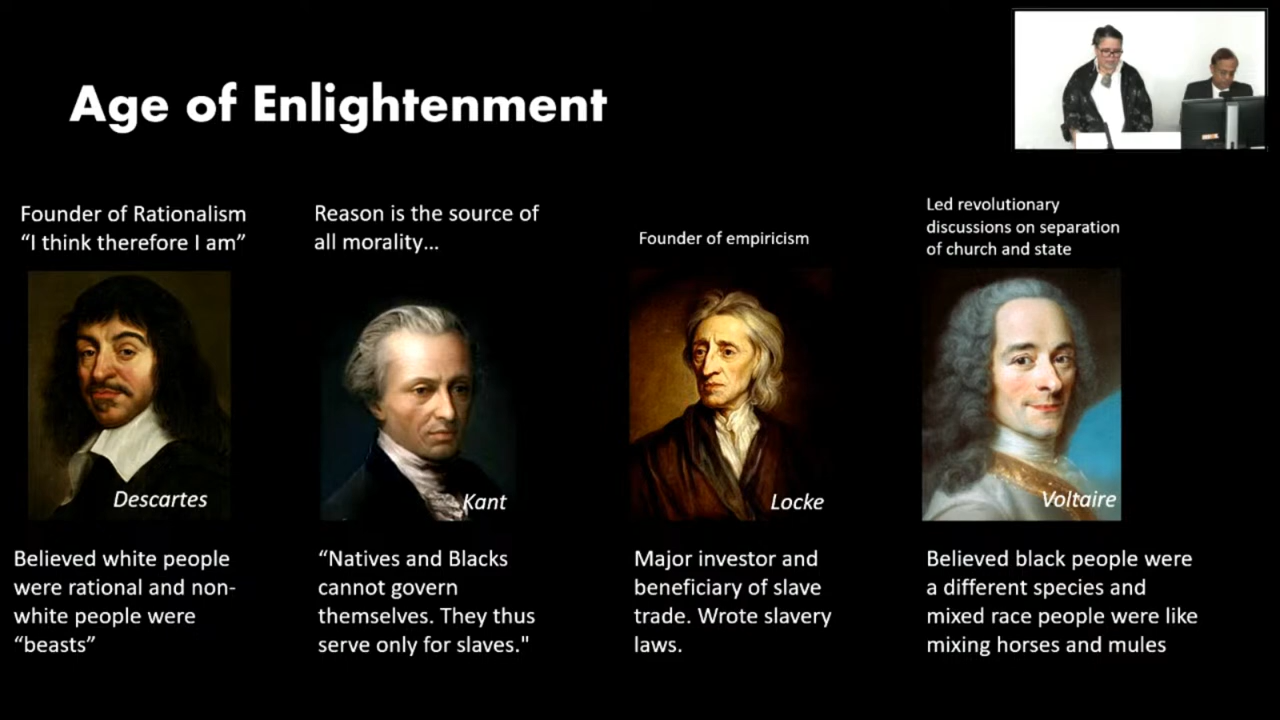 Age of Enlightenment
Founder of Rationalism
“I think therefore I am”
Descartes
Believed white people
were rational and non-
white people were
“beasts”
Reason is the source of
all morality…
Kant
“Natives and Blacks
cannot govern
themselves. They thus
serve only for slaves."
Founder of empiricism
Locke
Major investor and
beneficiary of slave
trade. Wrote slavery
laws.
Led revolutionary
discussions on separation
of church and state
Voltaire
Believed black people were
a different species and
mixed race people were like
mixing horses and mules